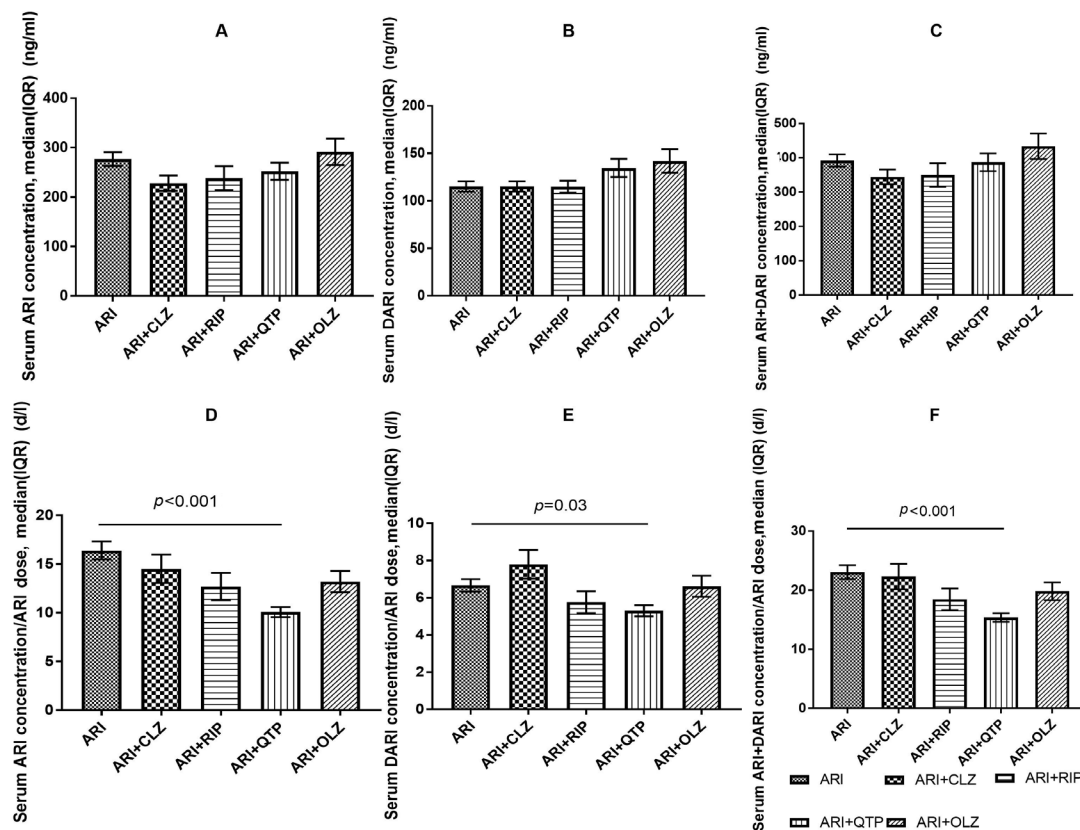 A
Serum ARI concentration, median(IQR) (ng/ml)
400
300
200
100
0
ARI
ARI+CLZ
ARI+RIP
ARI+QTP
ARI+OLZ
B
Serum DARI concentration,median(IQR) (ng/ml)
200
150
100
50
0
ARI
ARI+CLZ
ARI+RIP
ARI+QTP
ARI+OLZ
C
Serum ARI+DARI concentration,median(IQR) (ng/ml)
500
400
300
200
100
0
ARI
ARI+CLZ
ARI+RIP
ARI+QTP
ARI+OLZ
D
Serum ARI concentration/ARI dose, median(IQR) (d/l)
p<0.001
20
15
10
5
0
ARI
ARI+CLZ
ARI+RIP
ARI+QTP
ARI+OLZ
E
Serum DARI concentration/ARI dose,median(IQR) (d/l)
p=0.03
8
6
4
2
0
ARI
ARI+CLZ
ARI+RIP
ARI+QTP
ARI+OLZ
F
Serum ARI+DARI concentration/ARI dose,median (IQR) (d/l)
p<0.001
30
20
10
0
ARI
ARI+CLZ
ARI+RIP
ARI+QTP
ARI+OLZ
ARI ARI+CLZ ARI+RIP
ARI+QTP ARI+OLZ